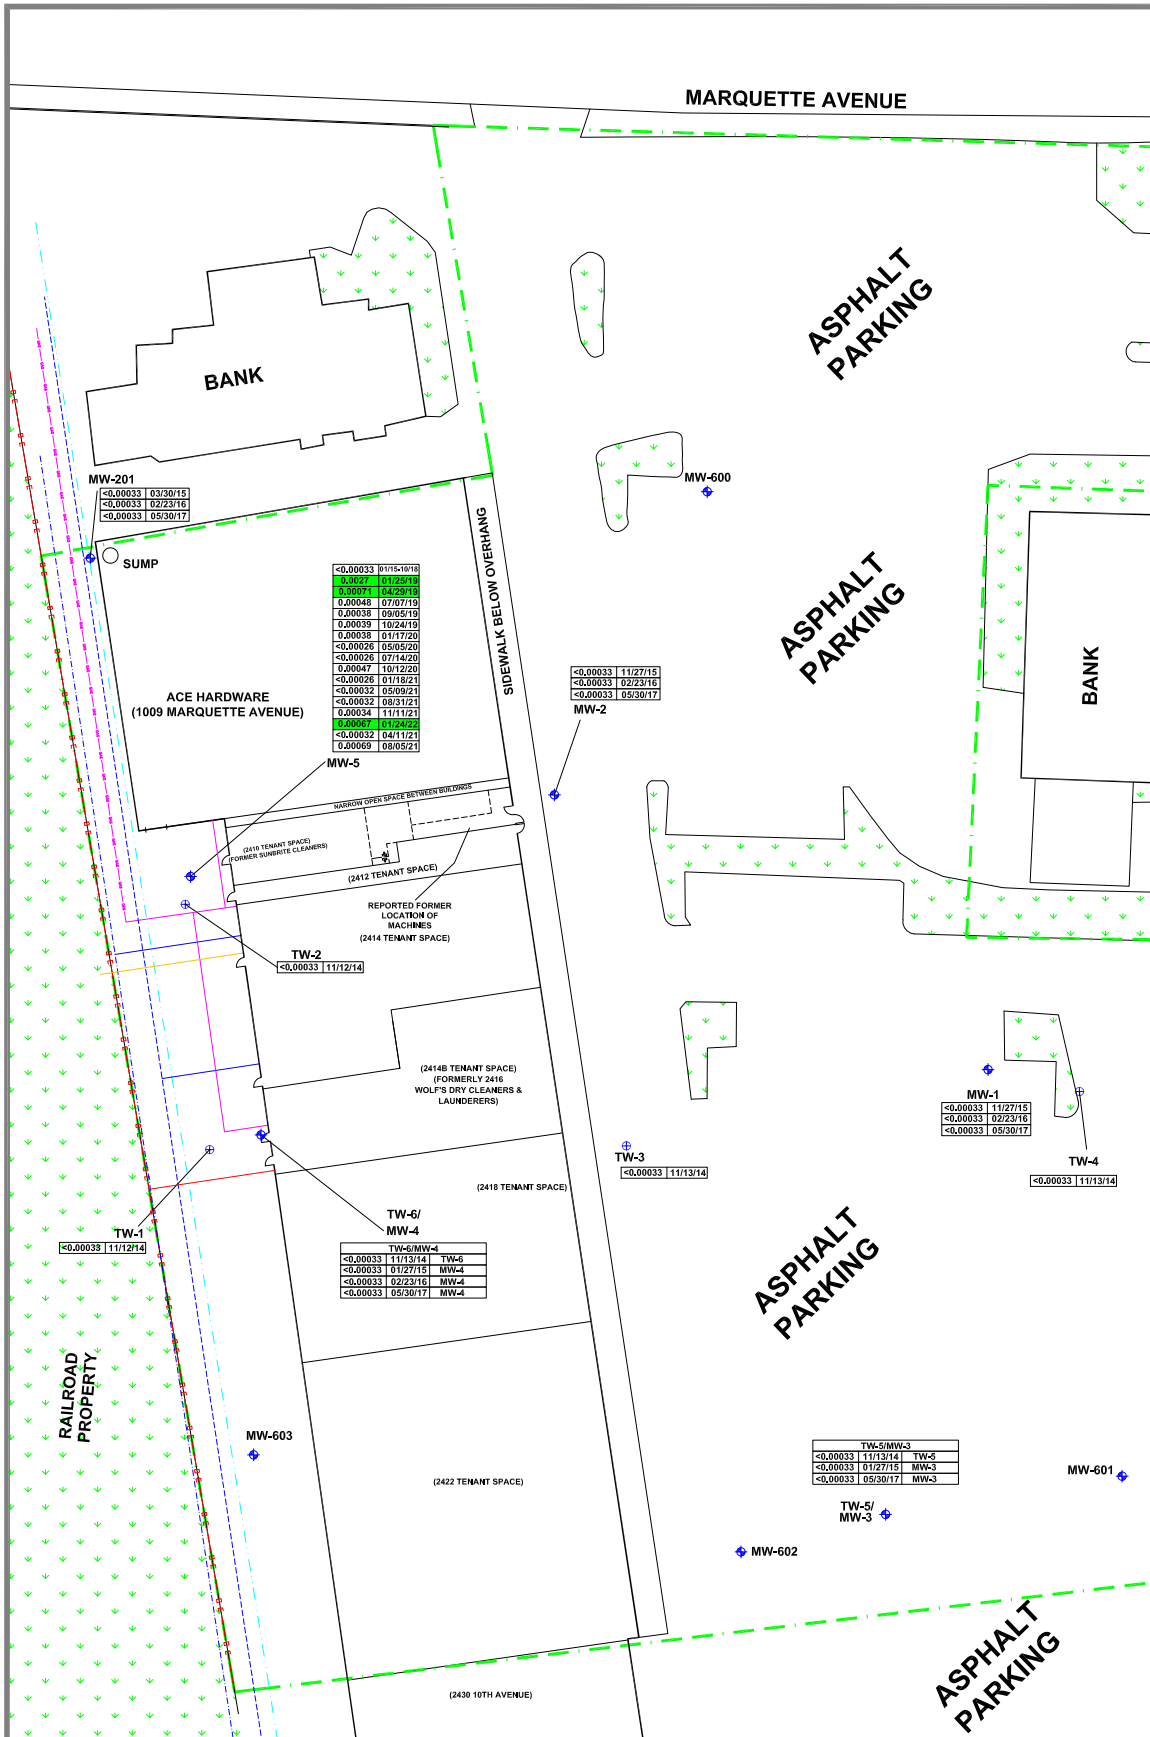 MARQUETTE AVENUE
ASPHALT
PARKING
BANK
MW-201
<0.00033 03/30/15
<0.00033 02/23/16
<0.00033 05/30/17
SUMP
MW-600
SIDEWALK BELOW OVERHANG
<0.00033 01/15-10/18
0.0027 01/25/19
0.00071 04/29/19
0.00048 07/07/19
0.00038 09/05/19
0.00039 10/24/19
0.00038 01/17/20
<0.00026 05/05/20
<0.00026 07/14/20
0.00047 10/12/20
<0.00026 01/18/21
<0.00032 05/09/21
<0.00032 08/31/21
0.00034 11/11/21
0.00067 01/24/22
<0.00032 04/11/21
0.00069 08/05/21
MW-5
ACE HARDWARE
(1009 MARQUETTE AVENUE)
ASPHALT
PARKING
BANK
<0.00033 11/27/15
<0.00033 02/23/16
<0.00033 05/30/17
MW-2
NARROW OPEN SPACE BETWEEN BUILDINGS
(2410 TENANT SPACE)
(FORMER SUNBRITE CLEANERS)
(2412 TENANT SPACE)
REPORTED FORMER
LOCATION OF
MACHINES
(2414 TENANT SPACE)
TW-2
<0.00033 11/12/14
(2414B TENANT SPACE)
(FORMERLY 2416
WOLF'S DRY CLEANERS &
LAUNDERERS)
MW-1
<0.00033 11/27/15
<0.00033 02/23/16
<0.00033 05/30/17
TW-3
<0.00033 11/13/14
TW-4
<0.00033 11/13/14
(2418 TENANT SPACE)
TW-1
<0.00033 11/12/14
TW-6/
MW-4
TW-6/MW-4
<0.00033 11/13/14 TW-6
<0.00033 01/27/15 MW-4
<0.00033 02/23/16 MW-4
<0.00033 05/30/17 MW-4
ASPHALT
PARKING
RAILROAD
PROPERTY
MW-603
(2422 TENANT SPACE)
TW-5/MW-3
<0.00033 11/13/14 TW-5
<0.00033 01/27/15 MW-3
<0.00033 05/30/17 MW-3
TW-5/
MW-3
MW-601
MW-602
ASPHALT
PARKING
(2430 10TH AVENUE)